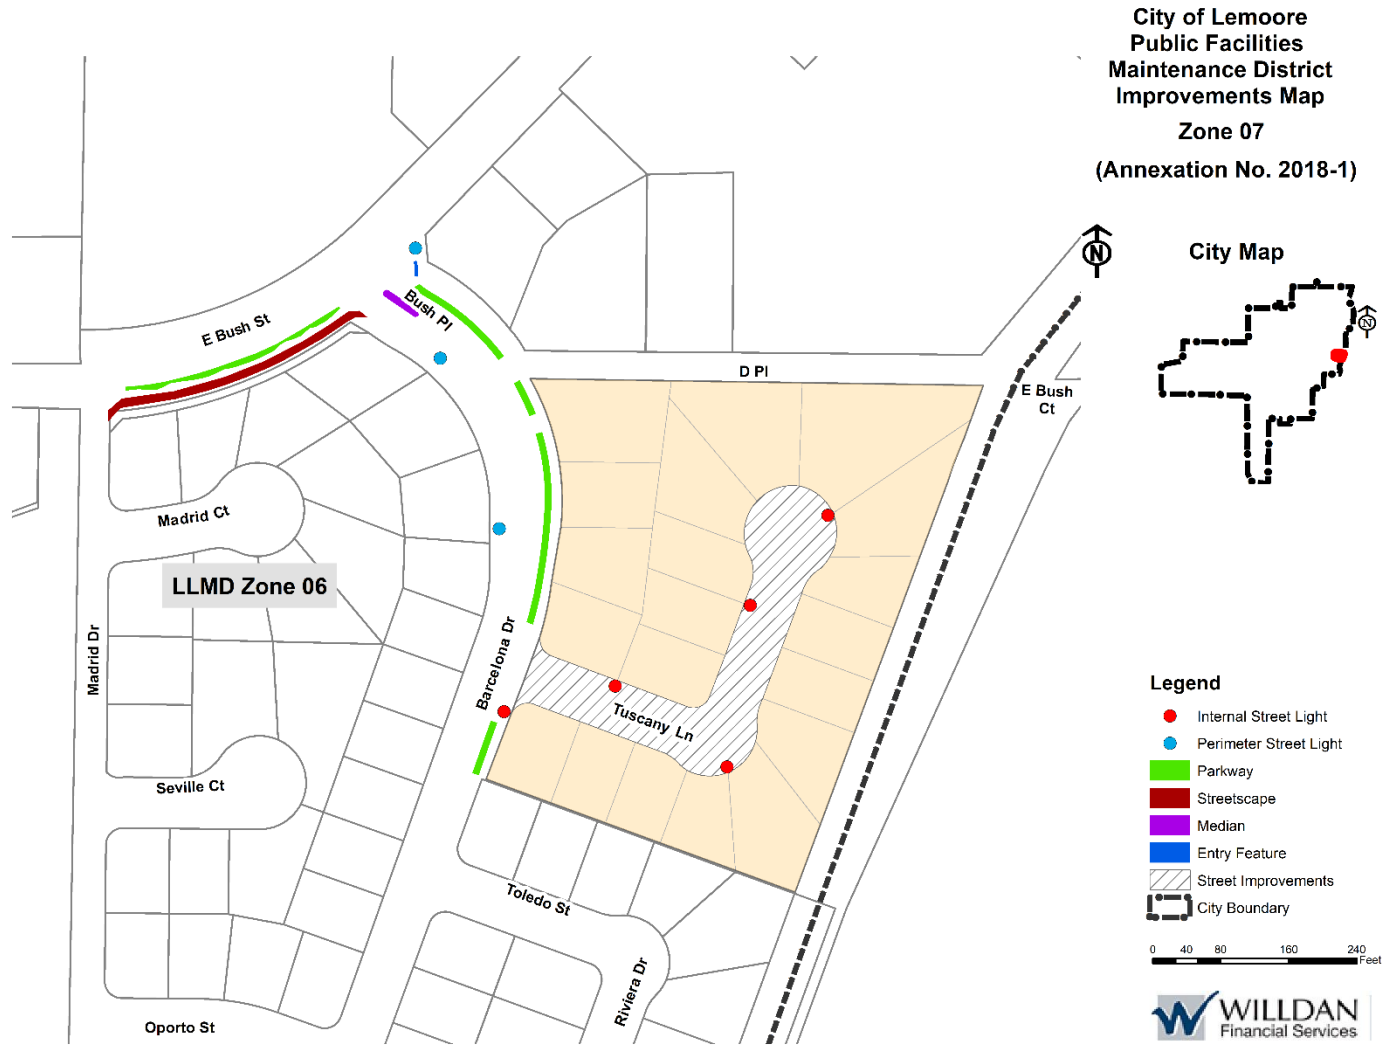 City of Lemoore
Public Facilities
Maintenance District
Improvements Map
Zone 07
(Annexation No. 2018-1)
N
City Map
N
E Bush St
Bush Pl
D Pl
E Bush
Ct
Madrid Ct
LLMD Zone 06
Madrid Dr
Barcelona Dr
Tuscany Ln
Seville Ct
Toledo St
Riviera Dr
Oporto St
Legend
Internal Street Light
Perimeter Street Light
Parkway
Streetscape
Median
Entry Feature
Street Improvements
City Boundary
0 40 80 160 240
Feet
WILLDAN
Financial Services